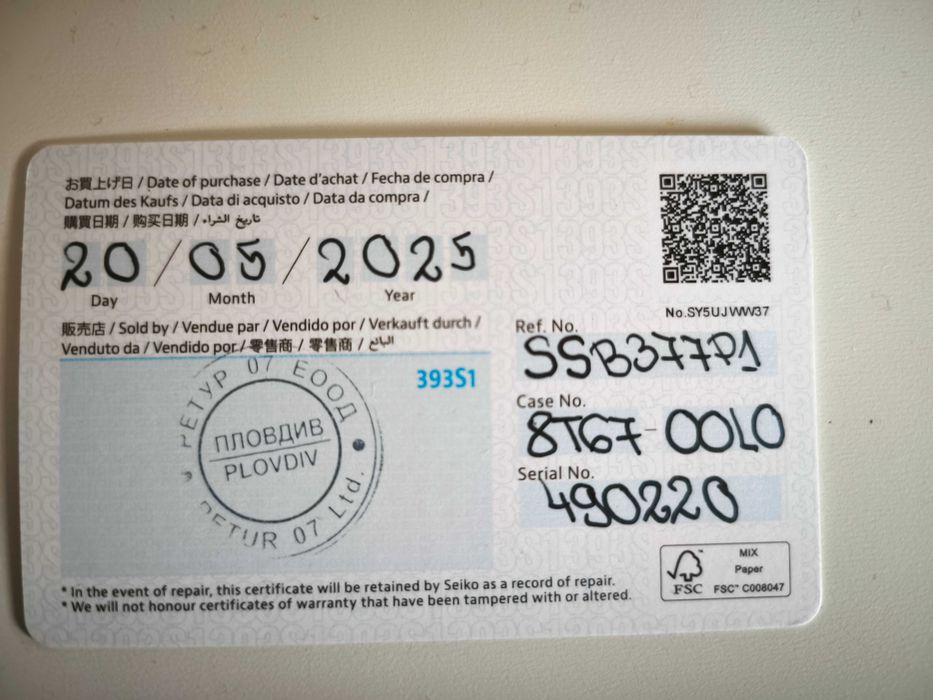 お買上げ日 / Date of purchase / Date d'achat / Fecha de compra /
Datum des Kaufs / Data di acquisto / Data da compra /
購買日期 / 购买日期 / تاريخ الشراء
20 / 05 / 2025
Day Month Year
No.SY5UJWW37
販売店 / Sold by / Vendue par / Vendido por / Verkauft durch /
Venduto da / Vendido por / 零售商 / 零售商 / البائع
393S1
07 ЕООД
ПЛОВДИВ
PLOVDIV
07 Ltd.
Ref. No.
SSB377P1
Case No.
8T67-00L0
Serial No.
490220
* In the event of repair, this certificate will be retained by Seiko as a record of repair.
* We will not honour certificates of warranty that have been tampered with or altered.
FSC
MIX
Paper
FSC™ C008047